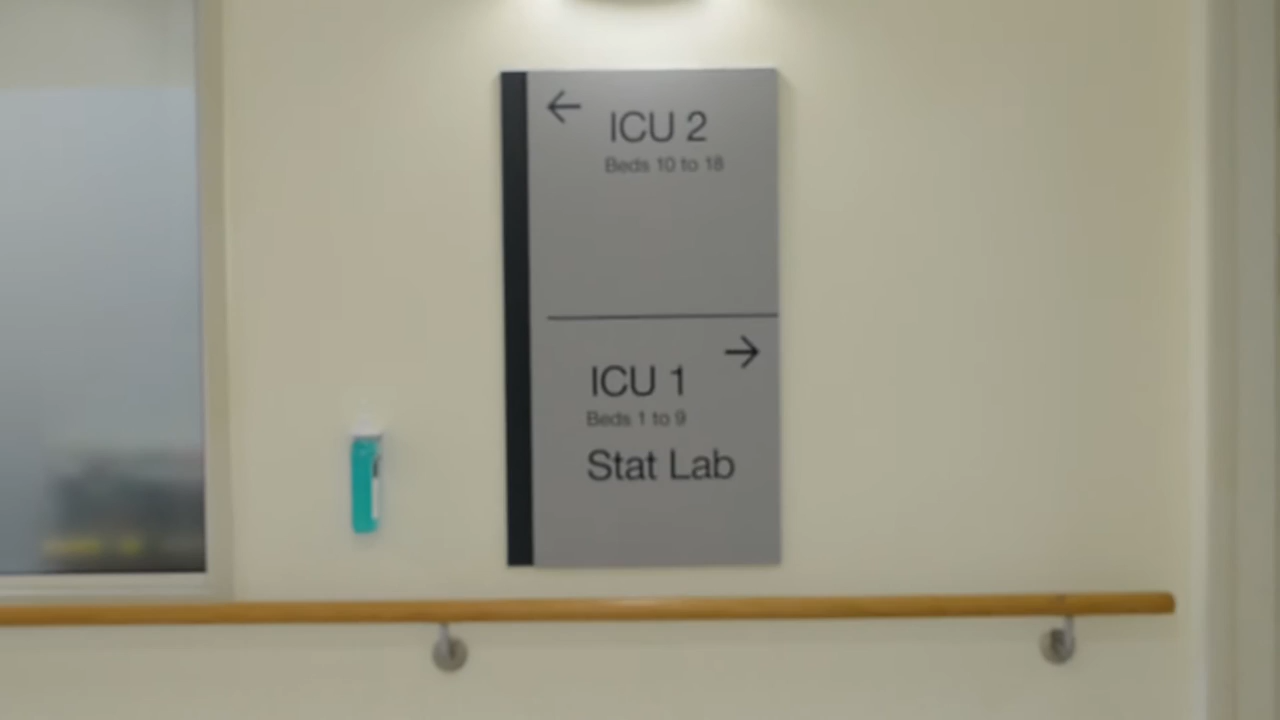 ICU 2
Beds 10 to 18
ICU 1
Beds 1 to 9
Stat Lab